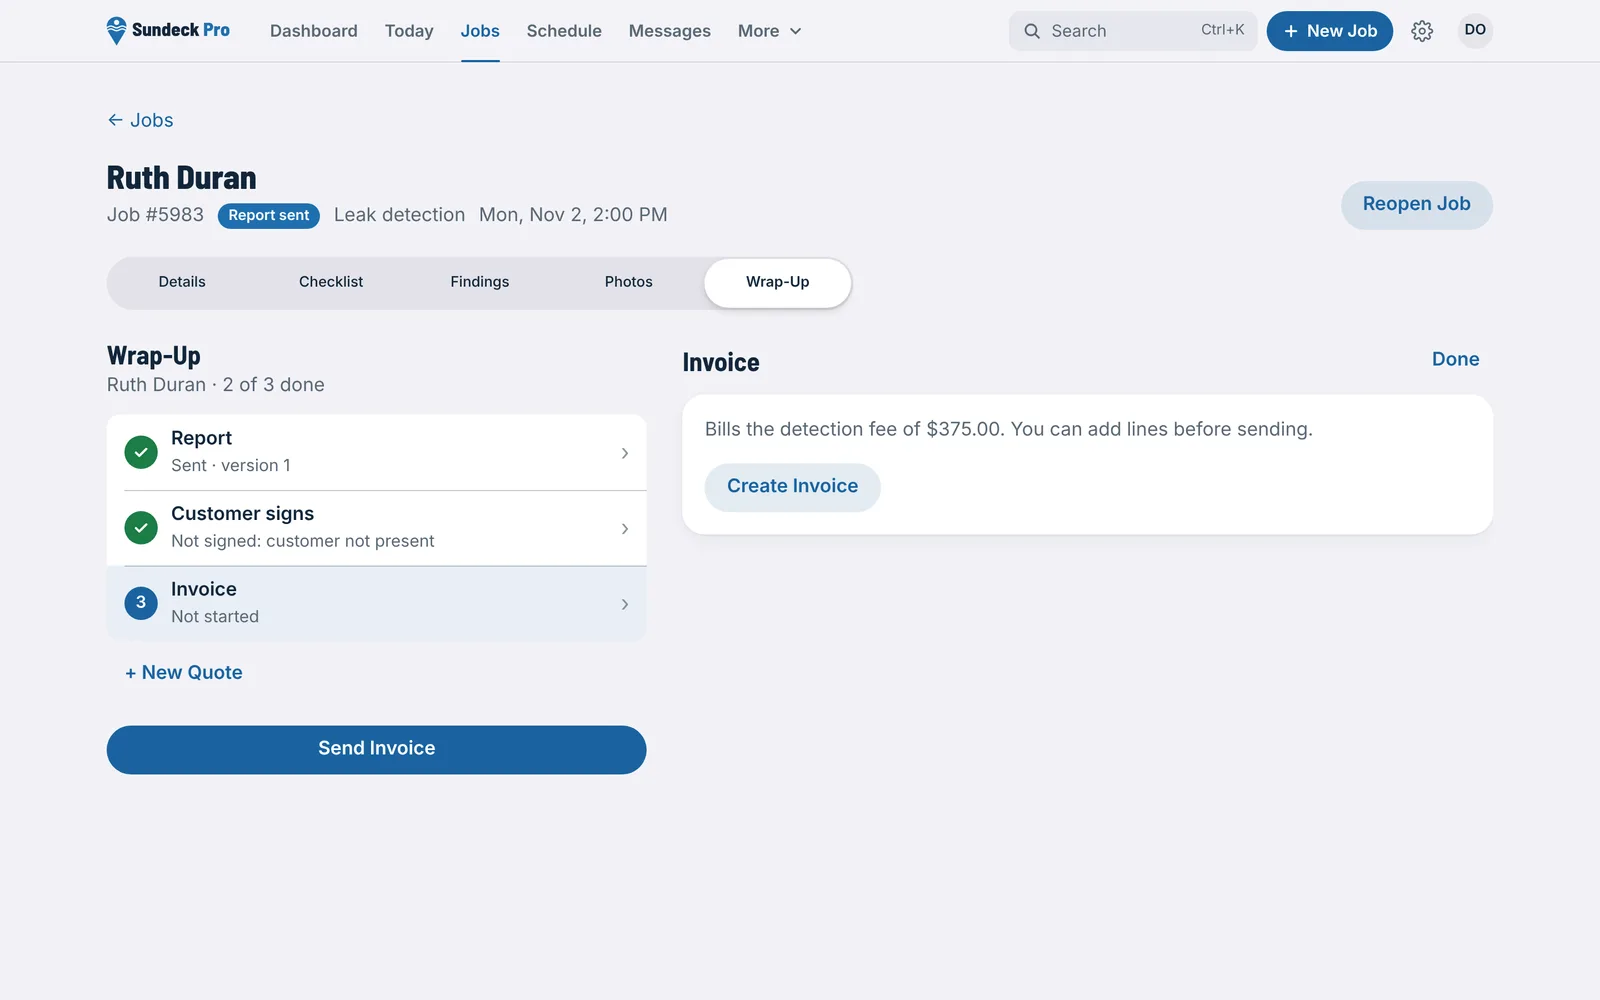 Sundeck Pro
Dashboard
Today
Jobs
Schedule
Messages
More
Search
Ctrl+K
+ New Job
DO
← Jobs
Ruth Duran
Job #5983
Report sent
Leak detection
Mon, Nov 2, 2:00 PM
Reopen Job
Details
Checklist
Findings
Photos
Wrap-Up
Wrap-Up
Ruth Duran · 2 of 3 done
Report
Sent · version 1
Customer signs
Not signed: customer not present
3
Invoice
Not started
+ New Quote
Send Invoice
Invoice
Done
Bills the detection fee of $375.00. You can add lines before sending.
Create Invoice